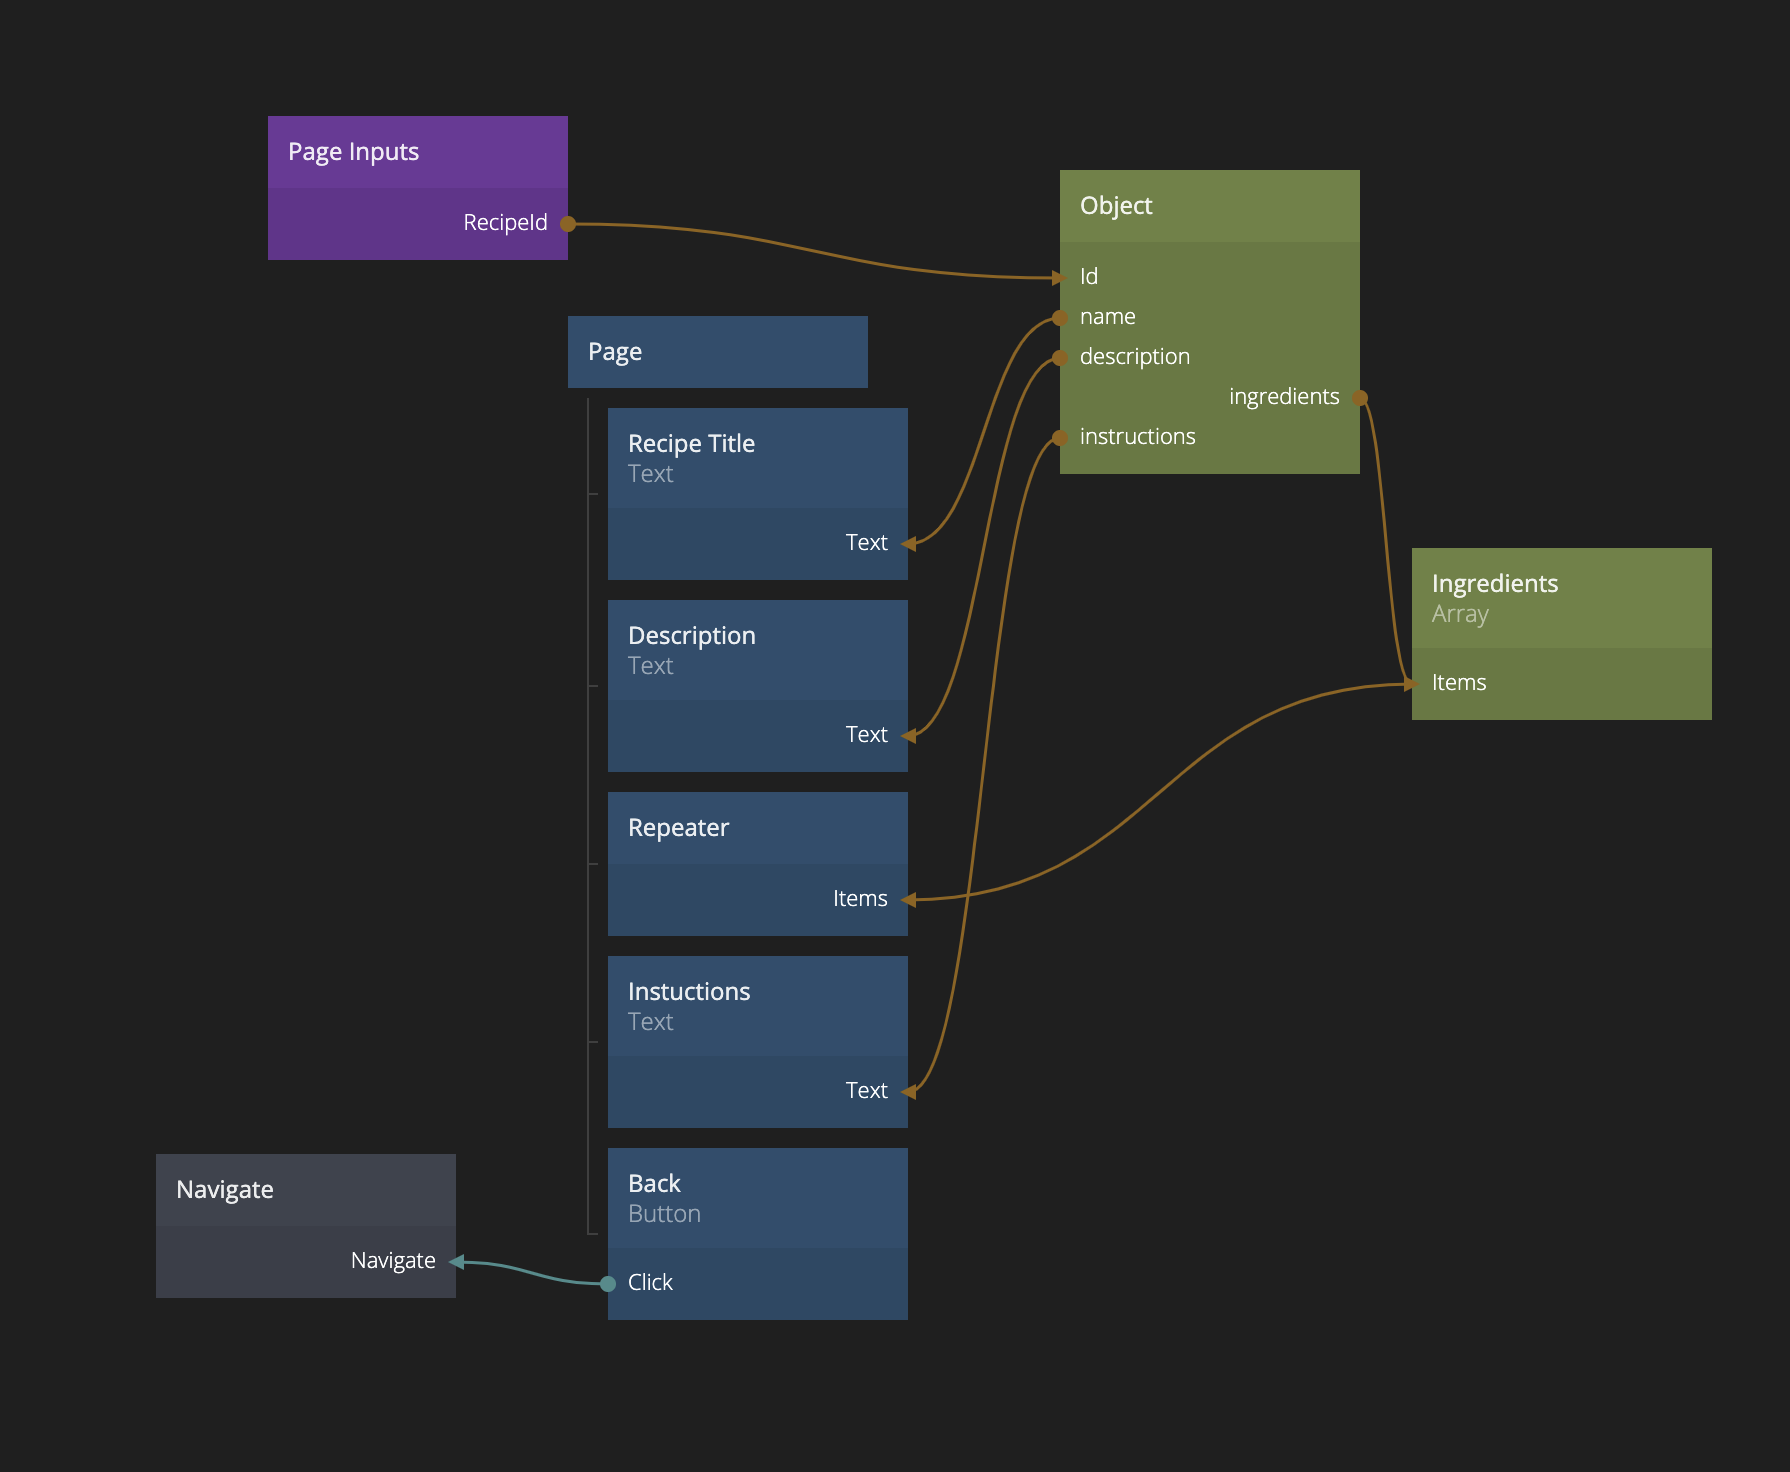 Page Inputs
RecipeId
Object
Id
name
description
ingredients
instructions
Page
Recipe Title
Text
Text
Description
Text
Text
Repeater
Items
Instuctions
Text
Text
Back
Button
Click
Ingredients
Array
Items
Navigate
Navigate